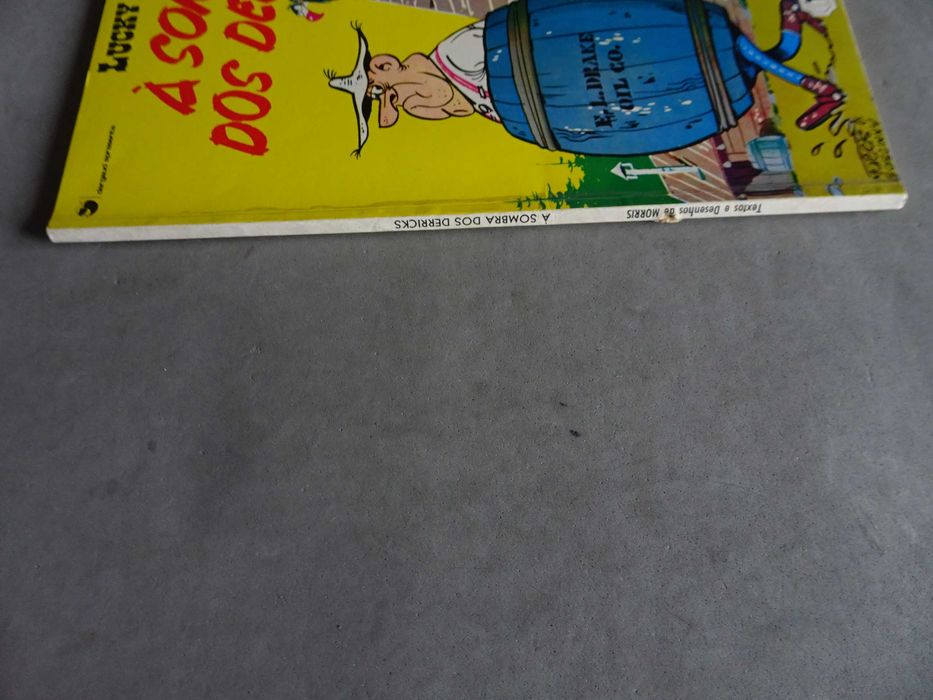 LUCKY
À SOM
DOS DE
E.L.DRAKE
OIL CO.
À SOMBRA DOS DERRICKS
Textos e Desenhos de MORRIS